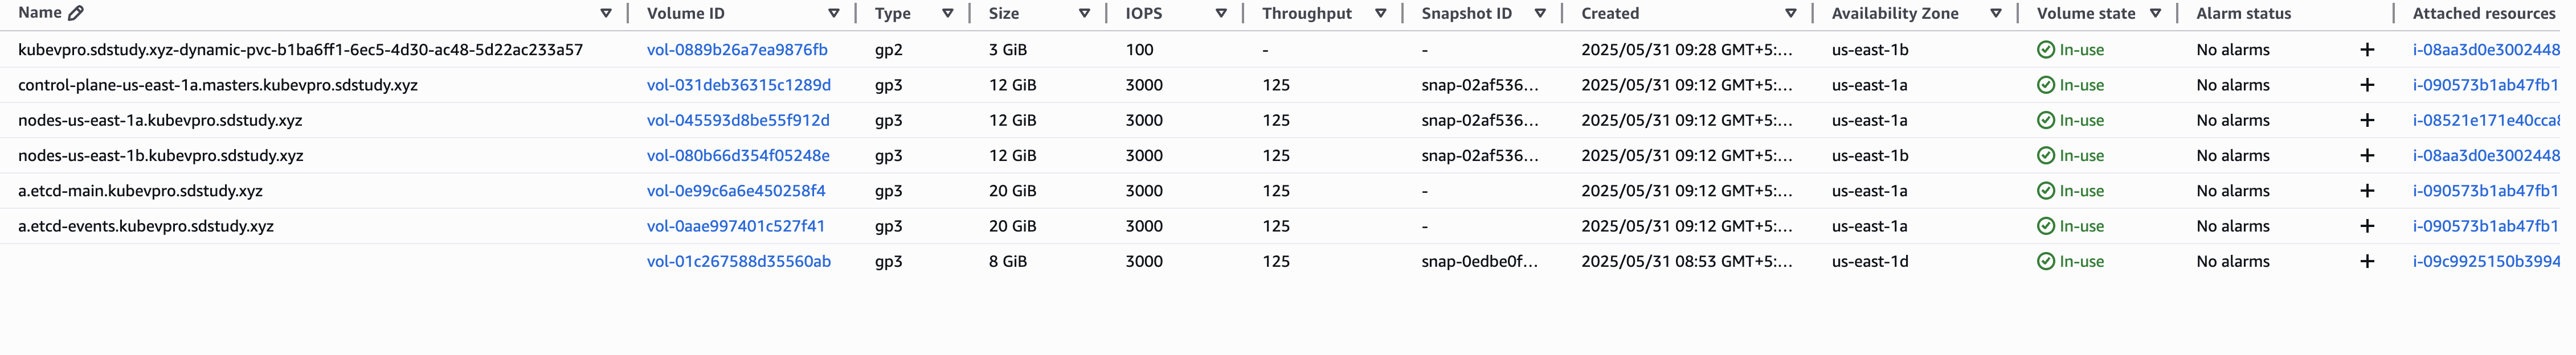 Name Volume ID Type Size IOPS Throughput Snapshot ID Created Availability Zone Volume state Alarm status Attached resources
kubevpro.sdstudy.xyz-dynamic-pvc-b1ba6ff1-6ec5-4d30-ac48-5d22ac233a57 vol-0889b26a7ea9876fb gp2 3 GiB 100 - - 2025/05/31 09:28 GMT+5:... us-east-1b In-use No alarms + i-08aa3d0e3002448
control-plane-us-east-1a.masters.kubevpro.sdstudy.xyz vol-031deb36315c1289d gp3 12 GiB 3000 125 snap-02af536... 2025/05/31 09:12 GMT+5:... us-east-1a In-use No alarms + i-090573b1ab47fb1
nodes-us-east-1a.kubevpro.sdstudy.xyz vol-045593d8be55f912d gp3 12 GiB 3000 125 snap-02af536... 2025/05/31 09:12 GMT+5:... us-east-1a In-use No alarms + i-08521e171e40cca8
nodes-us-east-1b.kubevpro.sdstudy.xyz vol-080b66d354f05248e gp3 12 GiB 3000 125 snap-02af536... 2025/05/31 09:12 GMT+5:... us-east-1b In-use No alarms + i-08aa3d0e3002448
a.etcd-main.kubevpro.sdstudy.xyz vol-0e99c6a6e450258f4 gp3 20 GiB 3000 125 - 2025/05/31 09:12 GMT+5:... us-east-1a In-use No alarms + i-090573b1ab47fb1
a.etcd-events.kubevpro.sdstudy.xyz vol-0aae997401c527f41 gp3 20 GiB 3000 125 - 2025/05/31 09:12 GMT+5:... us-east-1a In-use No alarms + i-090573b1ab47fb1
vol-01c267588d35560ab gp3 8 GiB 3000 125 snap-0edbe0f... 2025/05/31 08:53 GMT+5:... us-east-1d In-use No alarms + i-09c9925150b3994